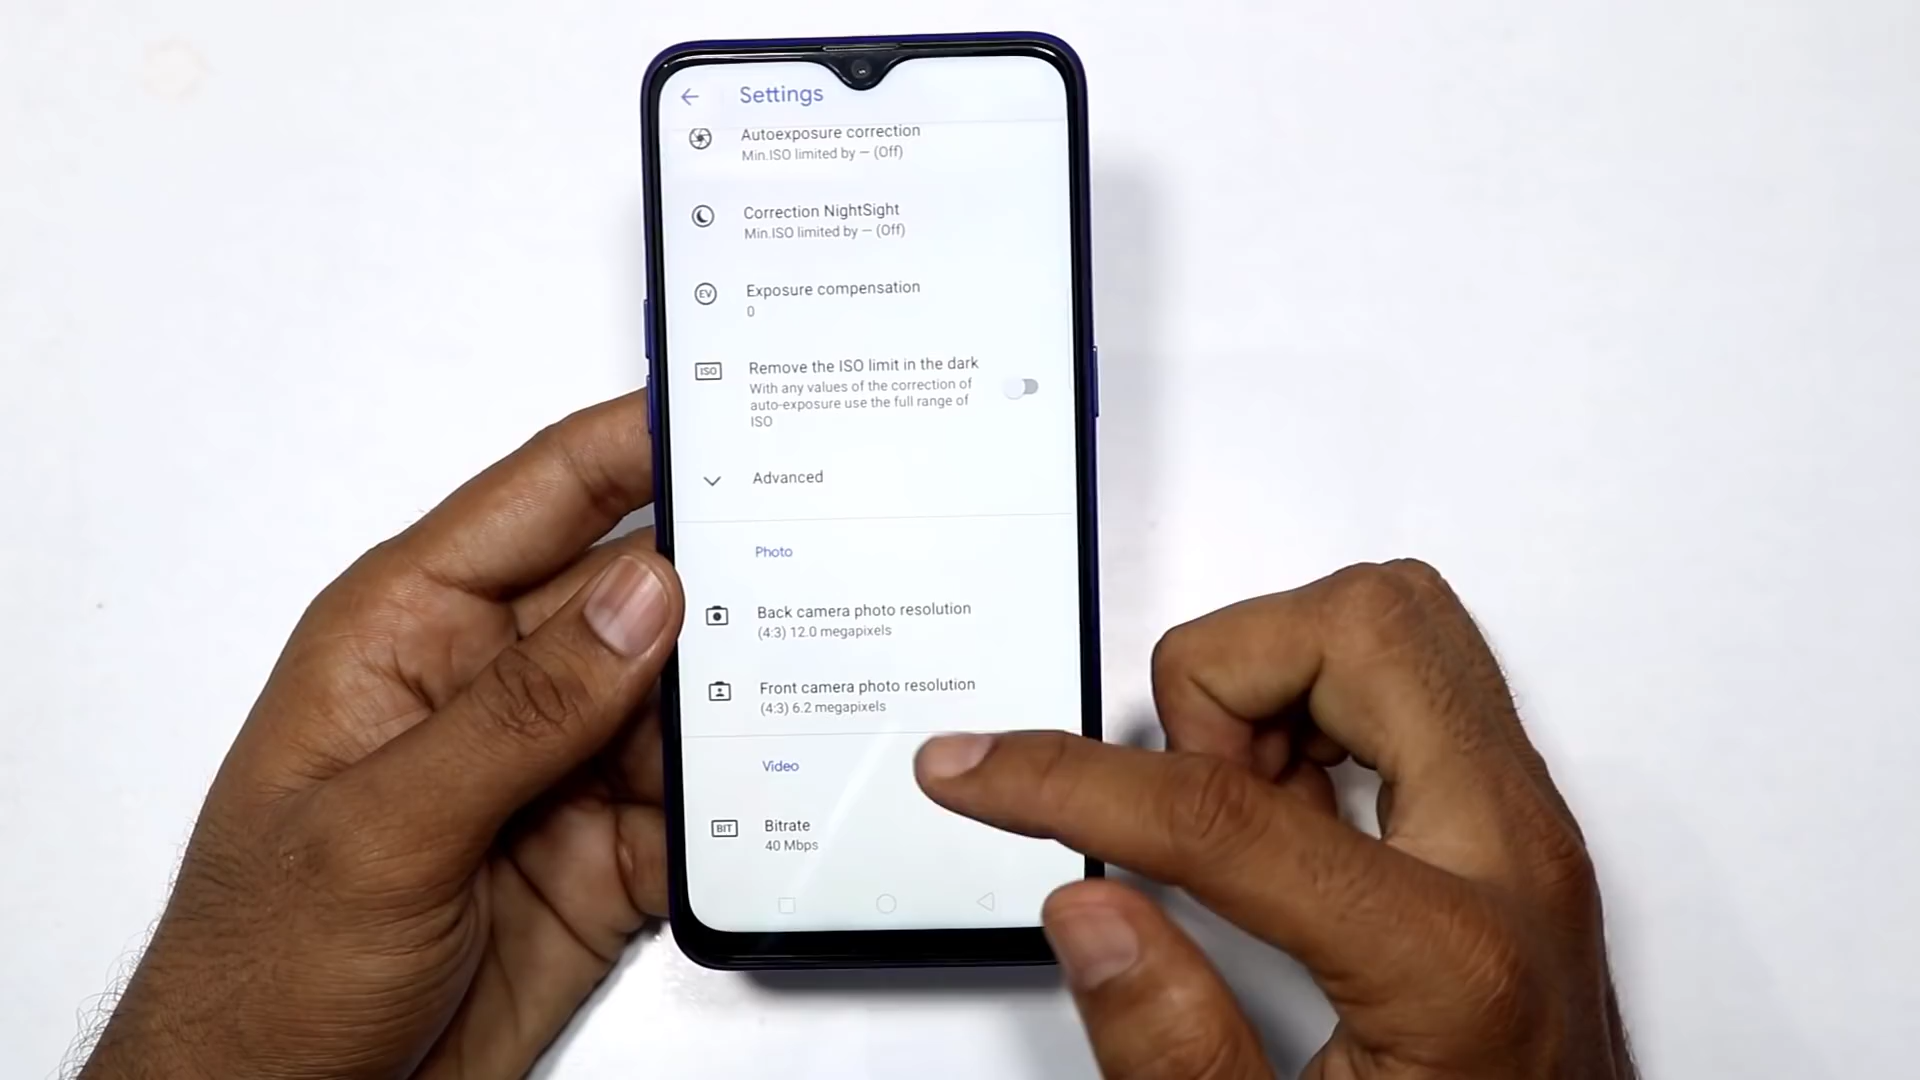 Settings
Autoexposure correction
Min.ISO limited by — (Off)
Correction NightSight
Min.ISO limited by — (Off)
EV
Exposure compensation
0
ISO
Remove the ISO limit in the dark
With any values of the correction of
auto-exposure use the full range of
ISO
Advanced
Photo
Back camera photo resolution
(4:3) 12.0 megapixels
Front camera photo resolution
(4:3) 6.2 megapixels
Video
BIT
Bitrate
40 Mbps